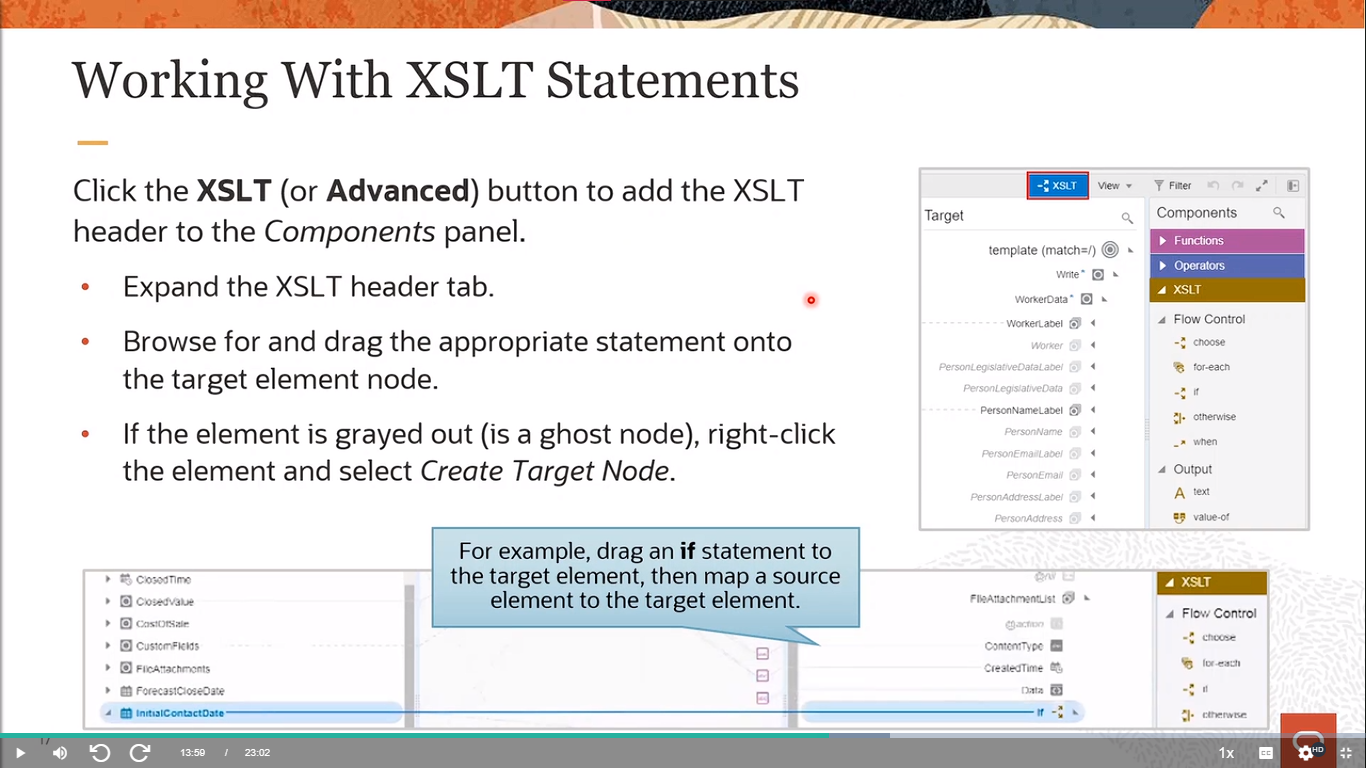 Working With XSLT Statements
Click the XSLT (or Advanced) button to add the XSLT
header to the Components panel.
• Expand the XSLT header tab.
• Browse for and drag the appropriate statement onto
the target element node.
• If the element is grayed out (is a ghost node), right-click
the element and select Create Target Node.
XSLT View Filter
Target
template (match=/)
Write *
WorkerData *
WorkerLabel
Worker
PersonLegislativeDataLabel
PersonLegislativeData
PersonNameLabel
PersonName
PersonEmailLabel
PersonEmail
PersonAddressLabel
PersonAddress
Components
Functions
Operators
XSLT
Flow Control
choose
for-each
if
otherwise
when
Output
text
value-of
For example, drag an if statement to
the target element, then map a source
element to the target element.
ClosedTime
ClosedValue
CostOfSale
CustomFields
FileAttachments
ForecastCloseDate
InitialContactDate
FileAttachmentList
@action
ContentType
CreatedTime
Data
if
XSLT
Flow Control
choose
for-each
if
otherwise
17
13:59 / 23:02
1x
CC
HD